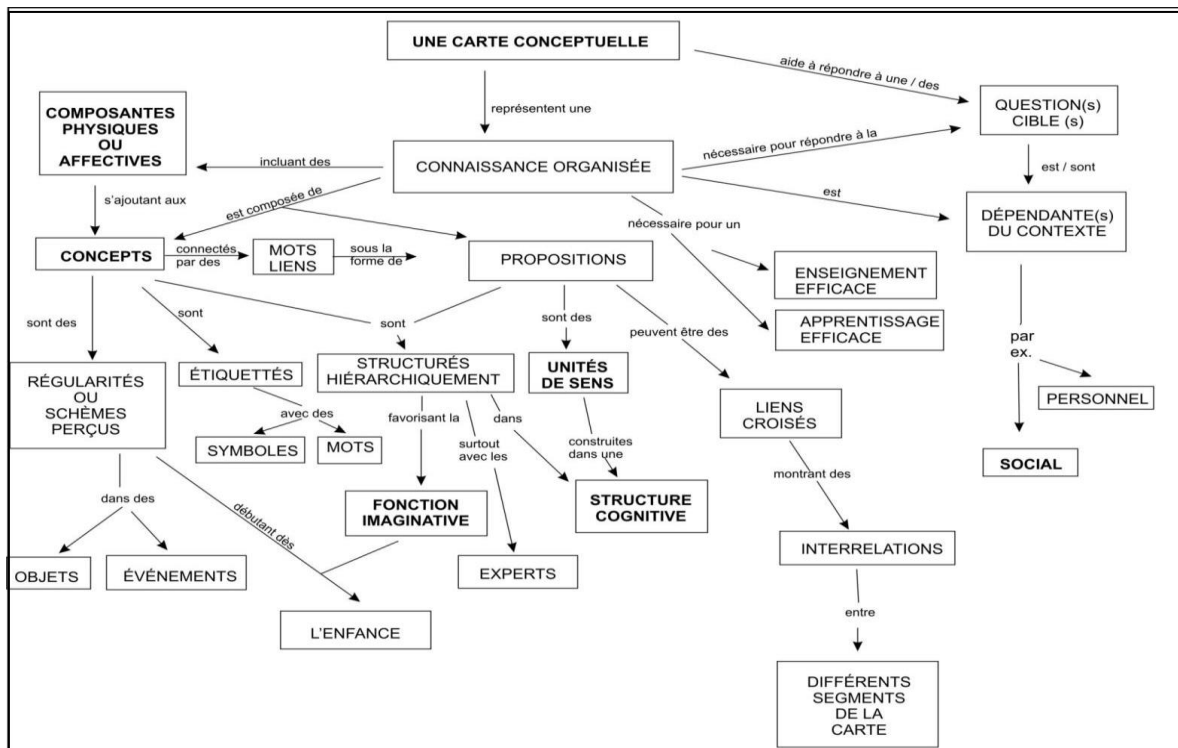 UNE CARTE CONCEPTUELLE
aide à répondre à une / des
représentent une
COMPOSANTES
PHYSIQUES
OU
AFFECTIVES
QUESTION(s)
CIBLE (s)
nécessaire pour répondre à la
incluant des
CONNAISSANCE ORGANISÉE
est / sont
est
s'ajoutant aux
est composée de
nécessaire pour un
DÉPENDANTE(s)
DU CONTEXTE
CONCEPTS
connectés
par des
MOTS
LIENS
sous la
forme de
PROPOSITIONS
ENSEIGNEMENT
EFFICACE
APPRENTISSAGE
EFFICACE
sont des
sont
sont
sont des
peuvent être des
par
ex.
RÉGULARITÉS
OU
SCHÈMES
PERÇUS
ÉTIQUETTÉS
STRUCTURÉS
HIÉRARCHIQUEMENT
UNITÉS
DE SENS
LIENS
CROISÉS
PERSONNEL
avec des
favorisant la
dans
surtout
avec les
construites
dans une
SYMBOLES
MOTS
SOCIAL
montrant des
dans des
débutant dès
FONCTION
IMAGINATIVE
STRUCTURE
COGNITIVE
OBJETS
ÉVÉNEMENTS
EXPERTS
INTERRELATIONS
L'ENFANCE
entre
DIFFÉRENTS
SEGMENTS
DE LA
CARTE